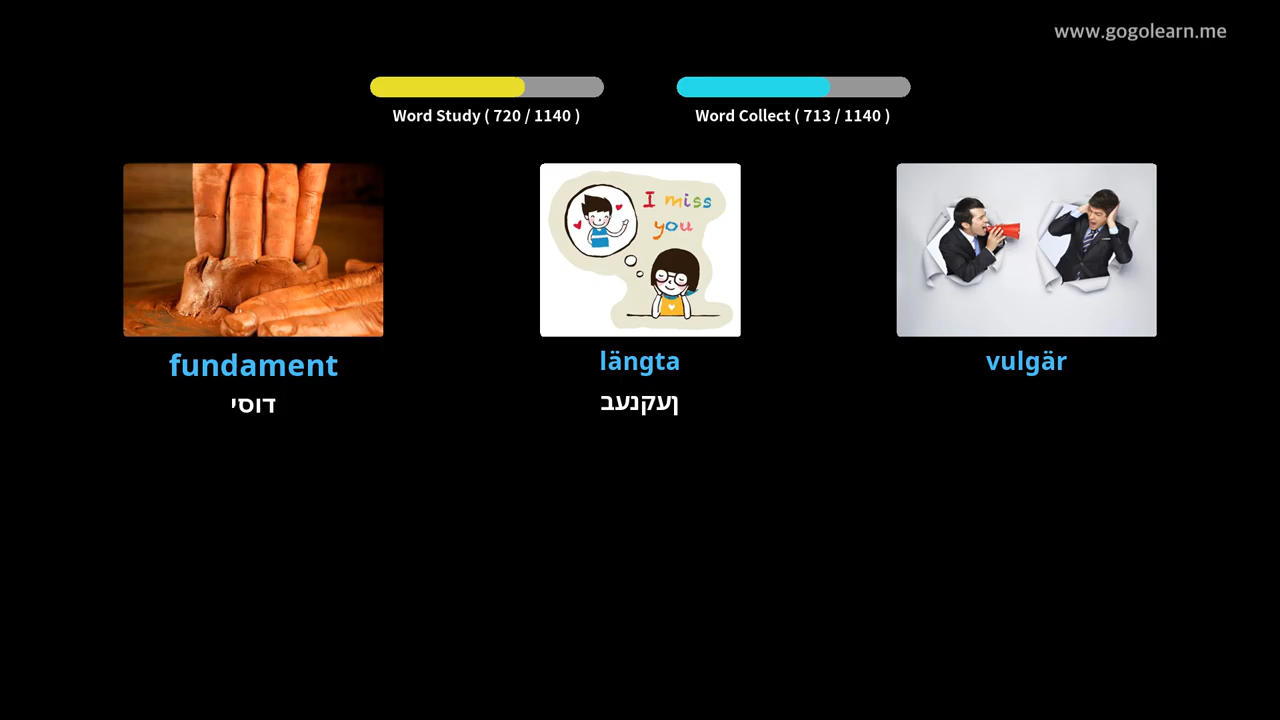 www.gogolearn.me
Word Study ( 720 / 1140 )
Word Collect ( 713 / 1140 )
I miss
you
fundament
יסוד
längta
בענקען
vulgär